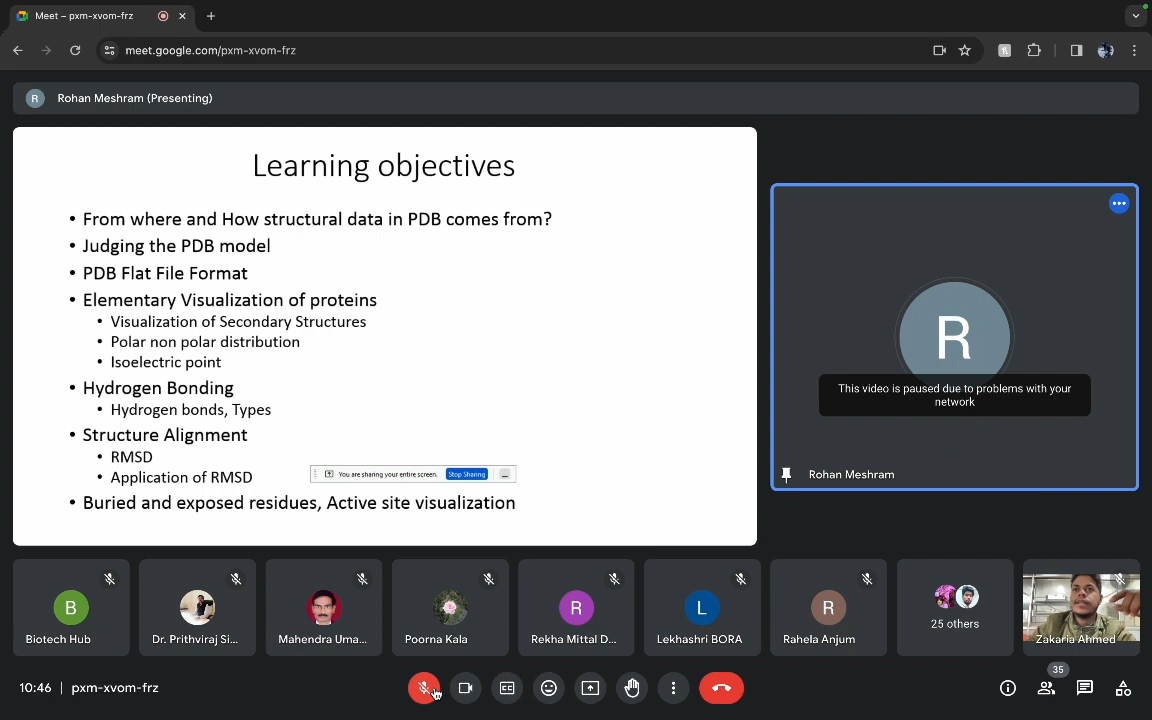 Meet – pxm-xvom-frz
meet.google.com/pxm-xvom-frz
R
Rohan Meshram (Presenting)
Learning objectives
• From where and How structural data in PDB comes from?
• Judging the PDB model
• PDB Flat File Format
• Elementary Visualization of proteins
• Visualization of Secondary Structures
• Polar non polar distribution
• Isoelectric point
• Hydrogen Bonding
• Hydrogen bonds, Types
• Structure Alignment
• RMSD
• Application of RMSD
You are sharing your entire screen. Stop Sharing
• Buried and exposed residues, Active site visualization
R
This video is paused due to problems with your
network
Rohan Meshram
B
Biotech Hub
Dr. Prithviraj Si...
Mahendra Uma...
Poorna Kala
R
Rekha Mittal D...
L
Lekhashri BORA
R
Rahela Anjum
25 others
Zakaria Ahmed
10:46 | pxm-xvom-frz
35